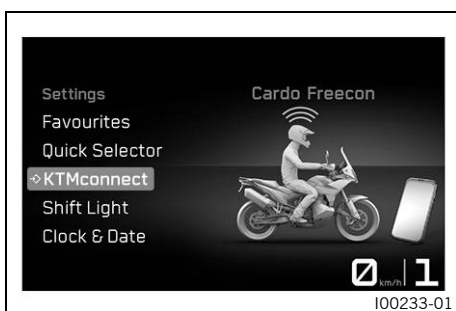 Settings
Favourites
Quick Selector
KTMconnect
Shift Light
Clock & Date
Cardo Freecon
0 km/h 1
I00233-01